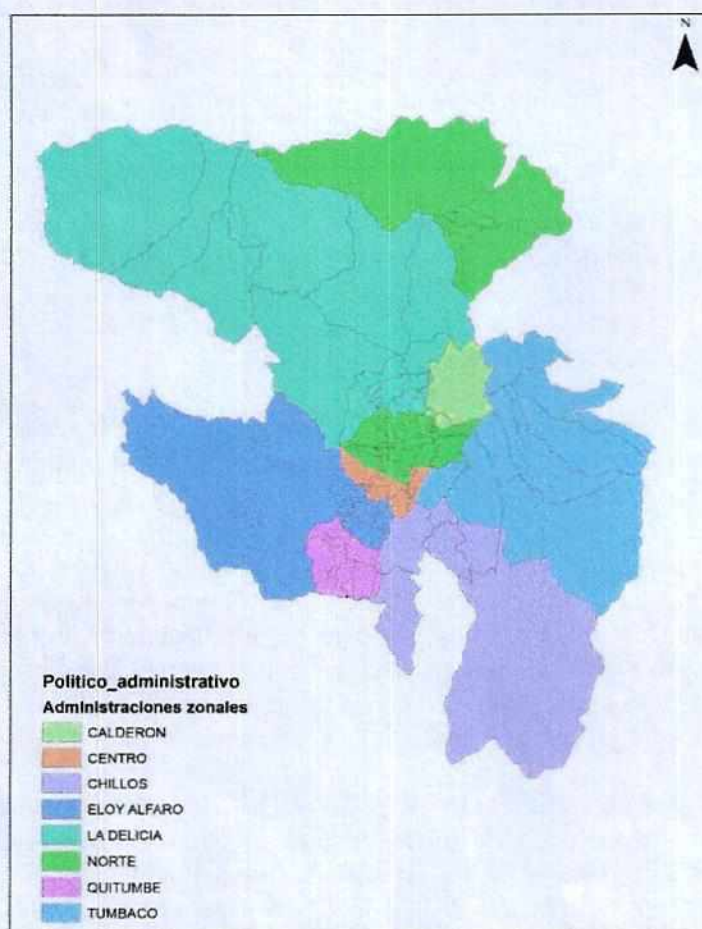 N
Politico_administrativo
Administraciones zonales
CALDERON
CENTRO
CHILLOS
ELOY ALFARO
LA DELICIA
NORTE
QUITUMBE
TUMBACO